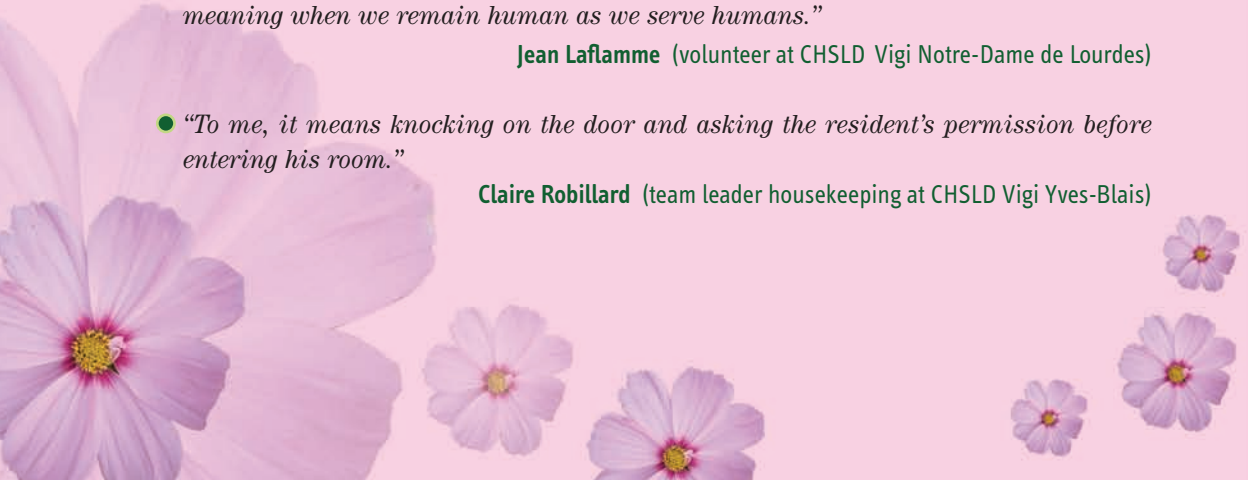 meaning when we remain human as we serve humans.”
Jean Laflamme (volunteer at CHSLD Vigi Notre-Dame de Lourdes)
● “To me, it means knocking on the door and asking the resident’s permission before
entering his room.”
Claire Robillard (team leader housekeeping at CHSLD Vigi Yves-Blais)